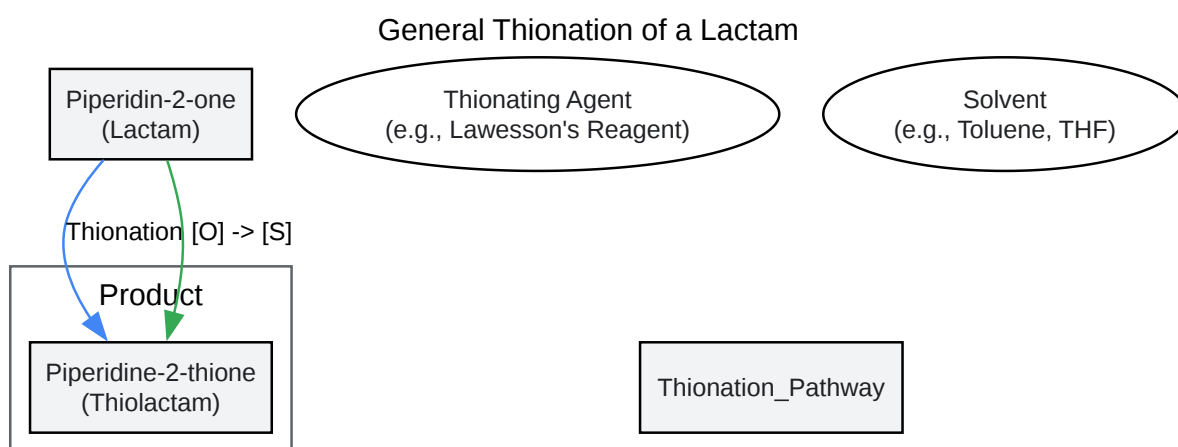 General Thionation of a Lactam
Piperidin-2-one
(Lactam)
Thionating Agent
(e.g., Lawesson's Reagent)
Solvent
(e.g., Toluene, THF)
Thionation [O] -> [S]
Product
Piperidine-2-thione
(Thiolactam)
Thionation_Pathway